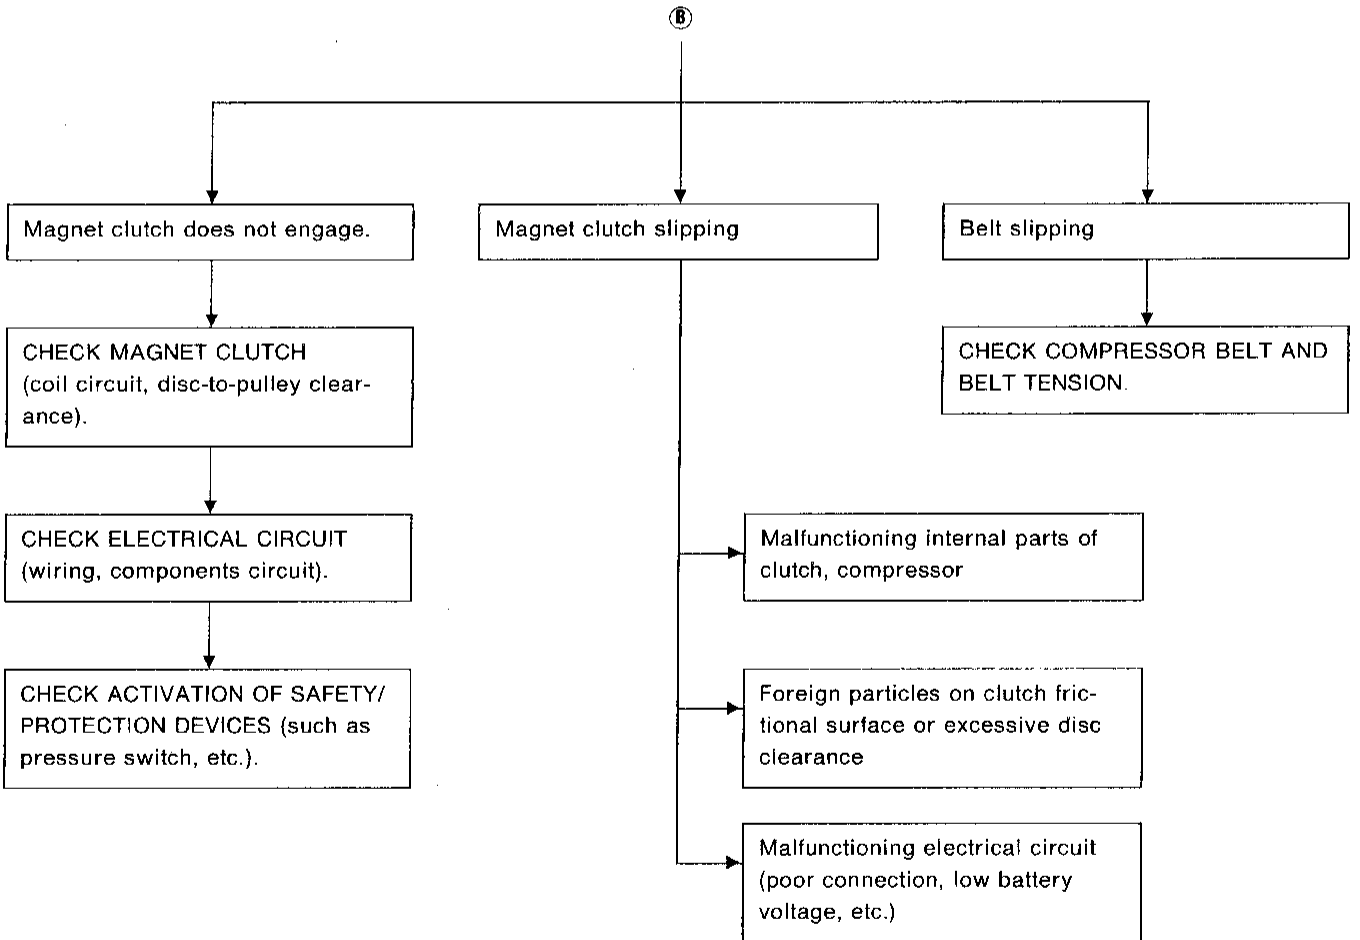 B
Magnet clutch does not engage.
Magnet clutch slipping
Belt slipping
CHECK MAGNET CLUTCH
(coil circuit, disc-to-pulley clear-
ance).
CHECK COMPRESSOR BELT AND
BELT TENSION.
CHECK ELECTRICAL CIRCUIT
(wiring, components circuit).
Malfunctioning internal parts of
clutch, compressor
CHECK ACTIVATION OF SAFETY/
PROTECTION DEVICES (such as
pressure switch, etc.).
Foreign particles on clutch fric-
tional surface or excessive disc
clearance
Malfunctioning electrical circuit
(poor connection, low battery
voltage, etc.)